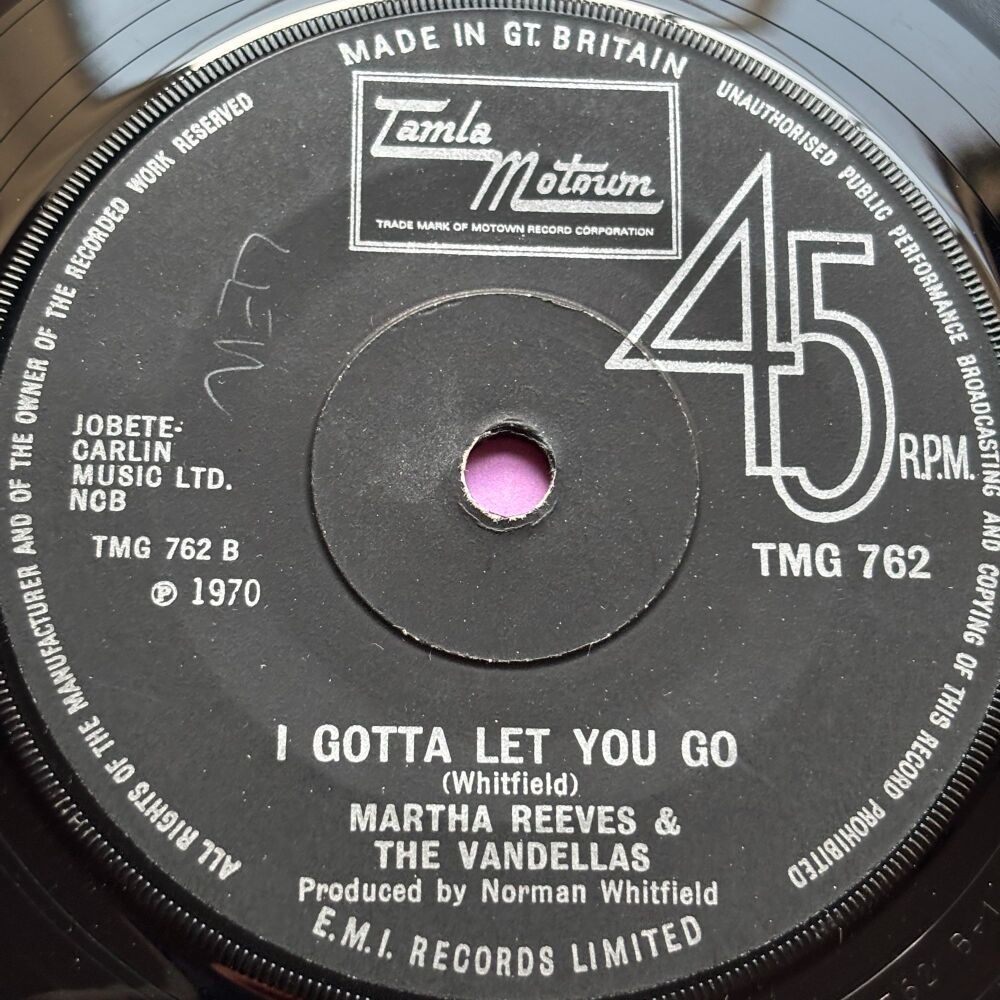 MADE IN GT. BRITAIN
Tamla
Motown
TRADE MARK OF MOTOWN RECORD CORPORATION
UNAUTHORISED PUBLIC PERFORMANCE BROADCASTING AND COPYING OF THIS RECORD PROHIBITED
ALL RIGHTS OF THE MANUFACTURER AND OF THE OWNER OF THE RECORDED WORK RESERVED
45
R.P.M.
JOBETE-
CARLIN
MUSIC LTD.
NCB
TMG 762 B
℗ 1970
TMG 762
I GOTTA LET YOU GO
(Whitfield)
MARTHA REEVES &
THE VANDELLAS
Produced by Norman Whitfield
E.M.I. RECORDS LIMITED